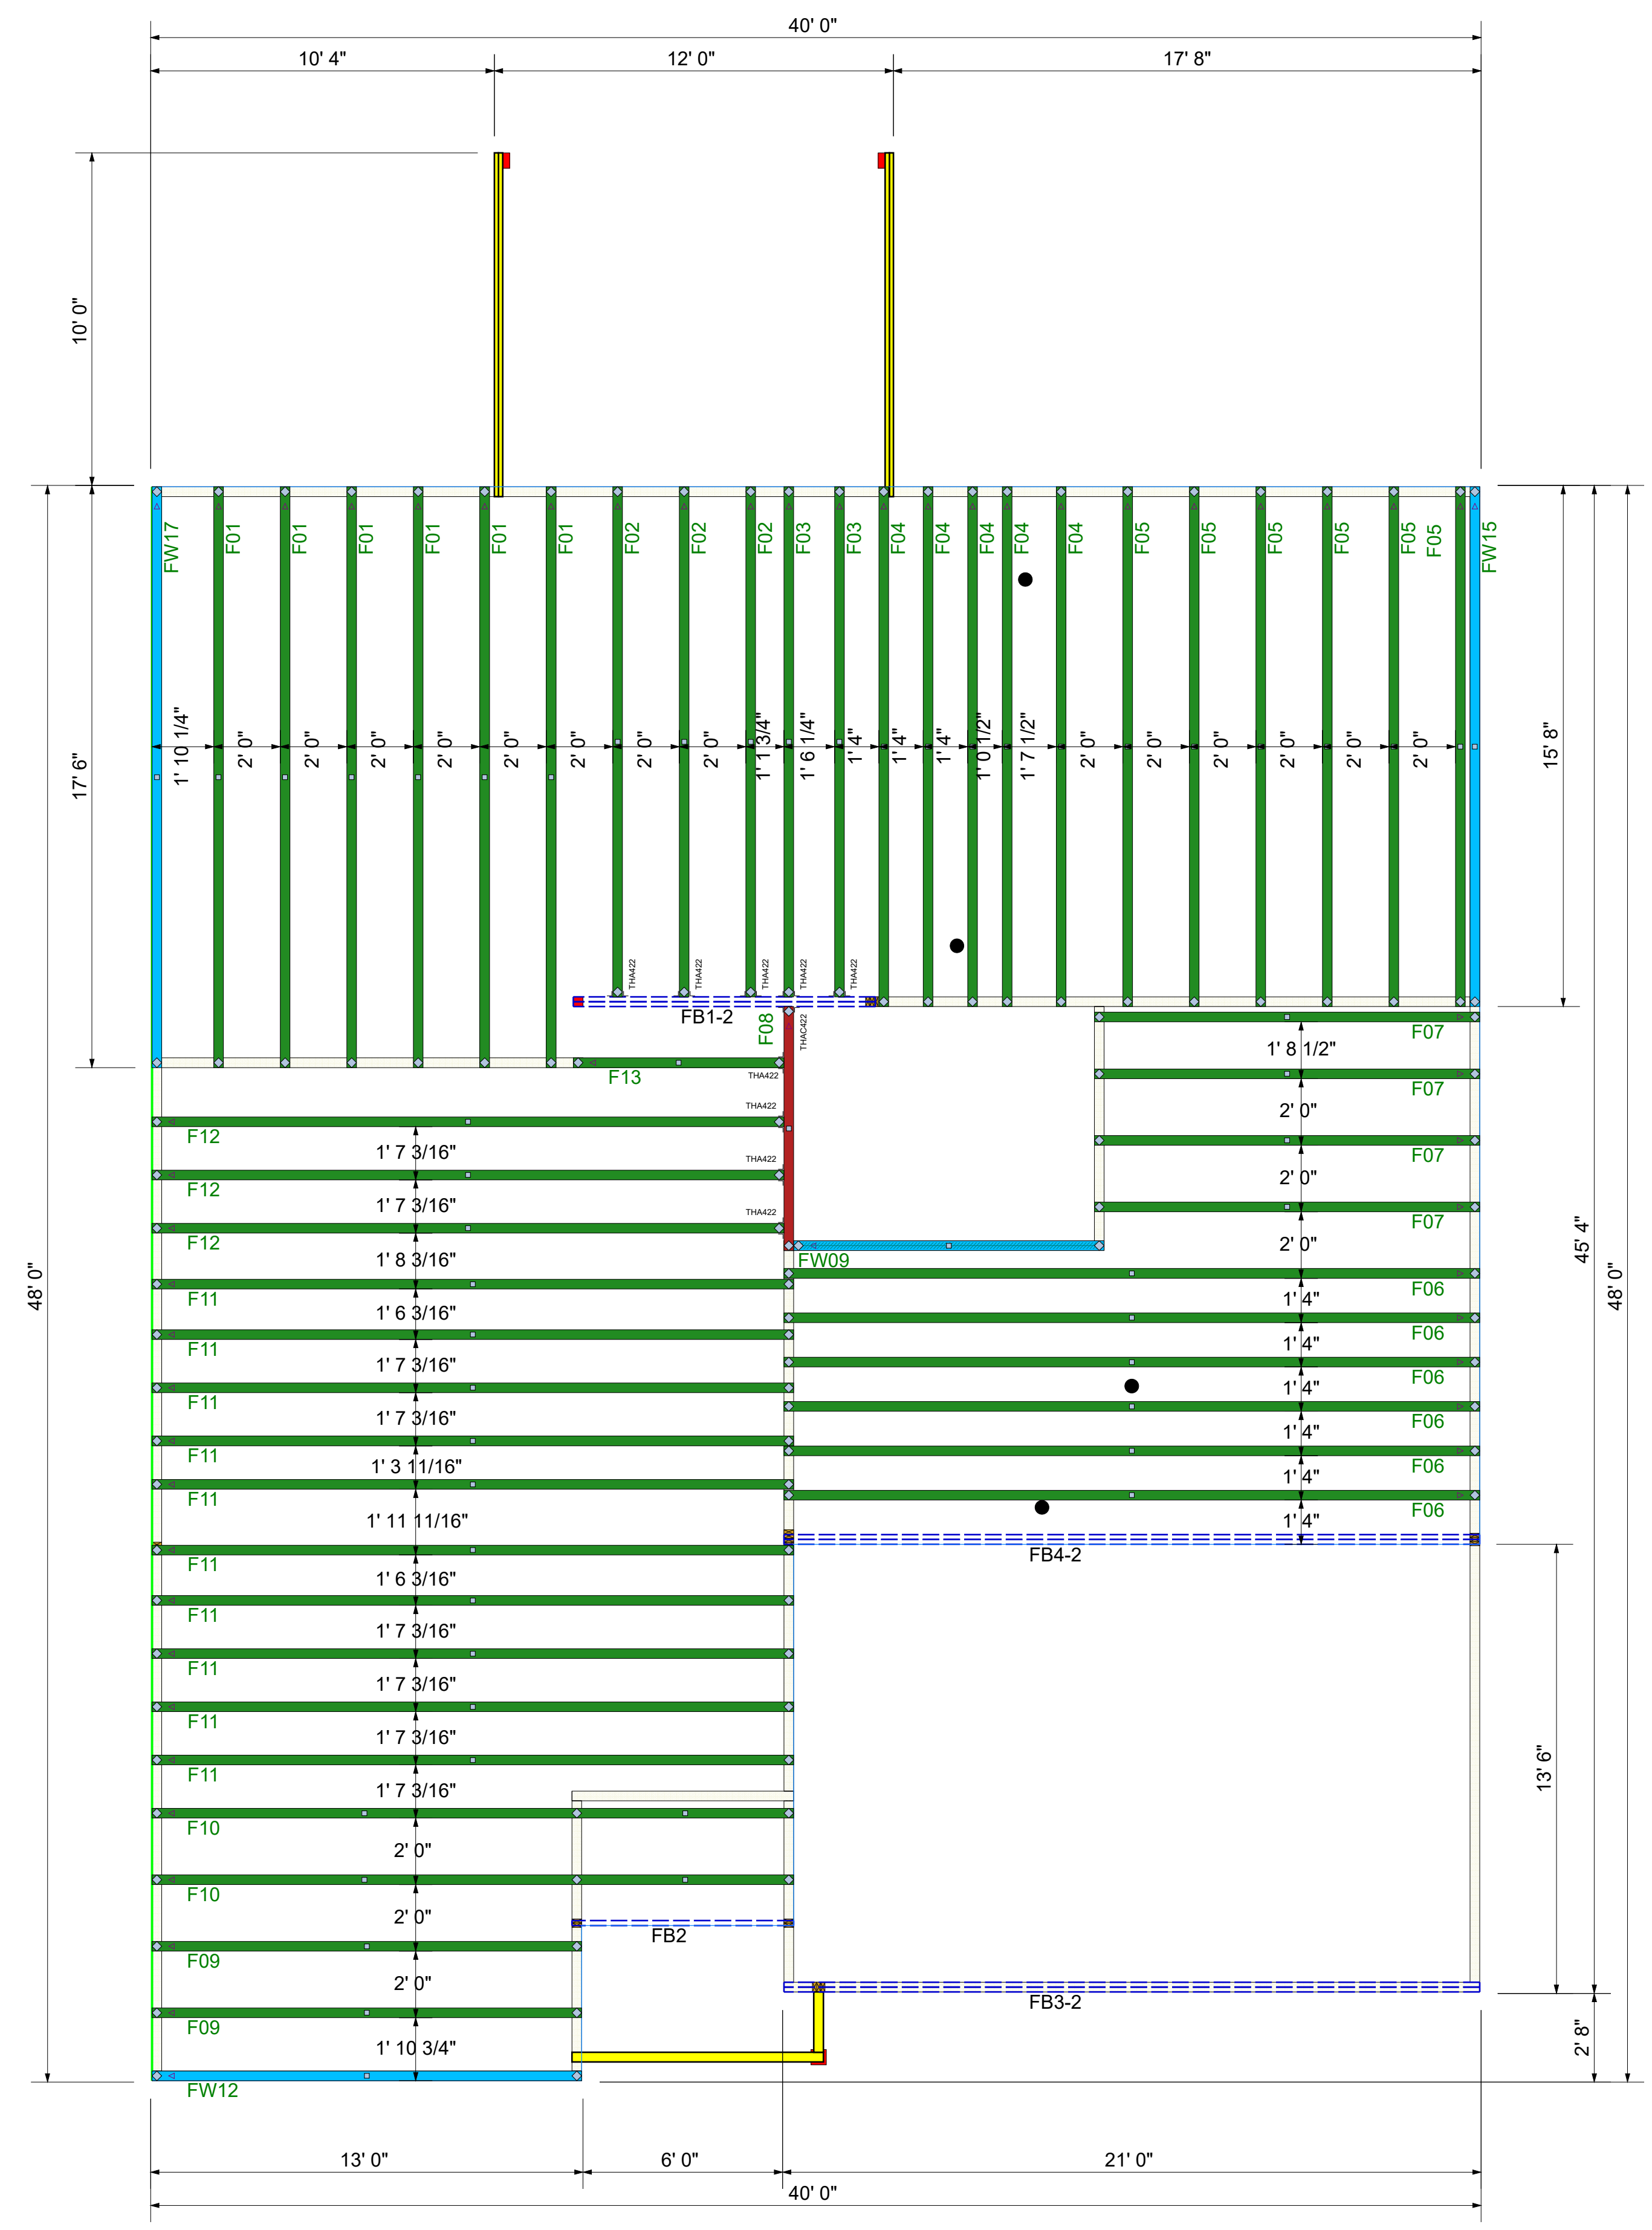 40' 0"
10' 4" 12' 0" 17' 8"
10' 0"
FW17 F01 F01 F01 F01 F01 F01 F02 F02 F02 F03 F03 F04 F04 F04 F04 F04 F05 F05 F05 F05 F05 F05 FW15
17' 6"
1' 10 1/4" 2' 0" 2' 0" 2' 0" 2' 0" 2' 0" 2' 0" 2' 0" 2' 0" 1' 1 3/4" 1' 6 1/4" 1' 4" 1' 4" 1' 4" 1' 0 1/2" 1' 7 1/2" 2' 0" 2' 0" 2' 0" 2' 0" 2' 0" 2' 0"
15' 8"
THA422 THA422 THA422 THA422 THA422
FB1-2
F08
THAC422
F07
1' 8 1/2"
F13
THA422
F07
THA422
2' 0"
F12
1' 7 3/16"
F07
THA422
2' 0"
F12
1' 7 3/16"
THA422
F07
F12
2' 0"
1' 8 3/16"
FW09
45' 4"
48' 0"
48' 0"
F11
F06
1' 4"
1' 6 3/16"
F06
F11
1' 4"
1' 7 3/16"
F06
1' 4"
F11
1' 7 3/16"
F06
1' 4"
F11
F06
1' 3 11/16"
1' 4"
F11
F06
1' 11 11/16"
1' 4"
FB4-2
F11
1' 6 3/16"
F11
1' 7 3/16"
F11
1' 7 3/16"
F11
1' 7 3/16"
13' 6"
F11
1' 7 3/16"
F10
2' 0"
F10
2' 0"
FB2
F09
2' 0"
FB3-2
F09
1' 10 3/4"
2' 8"
FW12
13' 0" 6' 0" 21' 0"
40' 0"